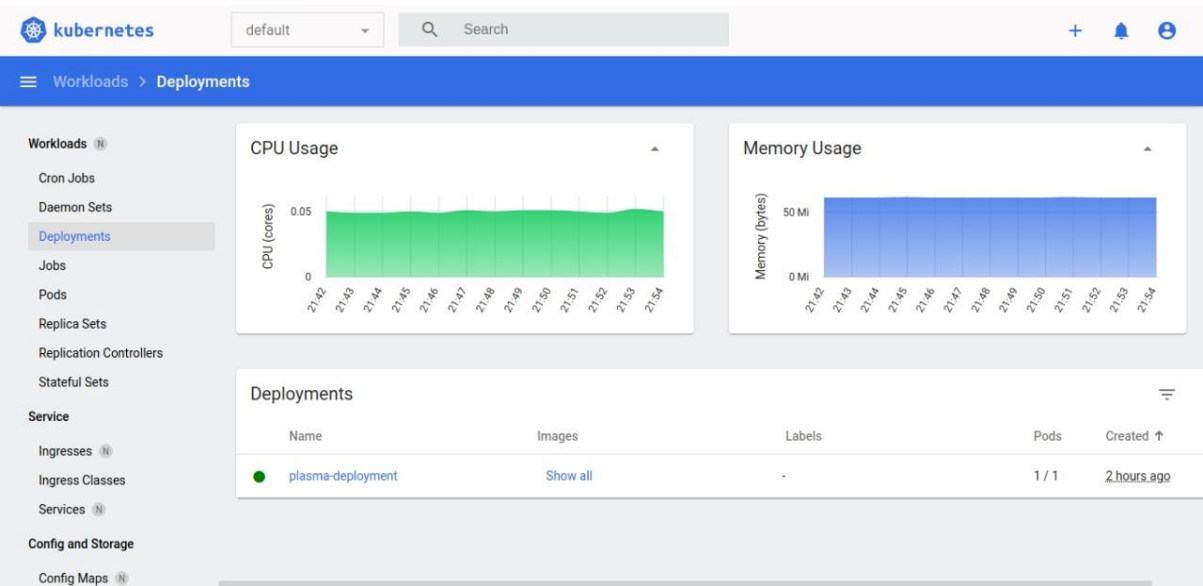 kubernetes
default
Search
Workloads > Deployments
Workloads N
Cron Jobs
Daemon Sets
Deployments
Jobs
Pods
Replica Sets
Replication Controllers
Stateful Sets
Service
Ingresses N
Ingress Classes
Services N
Config and Storage
Config Maps N
CPU Usage
CPU (cores)
0.05
0
21:42 21:43 21:44 21:45 21:46 21:47 21:48 21:49 21:50 21:51 21:52 21:53 21:54
Memory Usage
Memory (bytes)
50 Mi
0 Mi
21:42 21:43 21:44 21:45 21:46 21:47 21:48 21:49 21:50 21:51 21:52 21:53 21:54
Deployments
Name Images Labels Pods Created ↑
plasma-deployment Show all - 1 / 1 2 hours ago